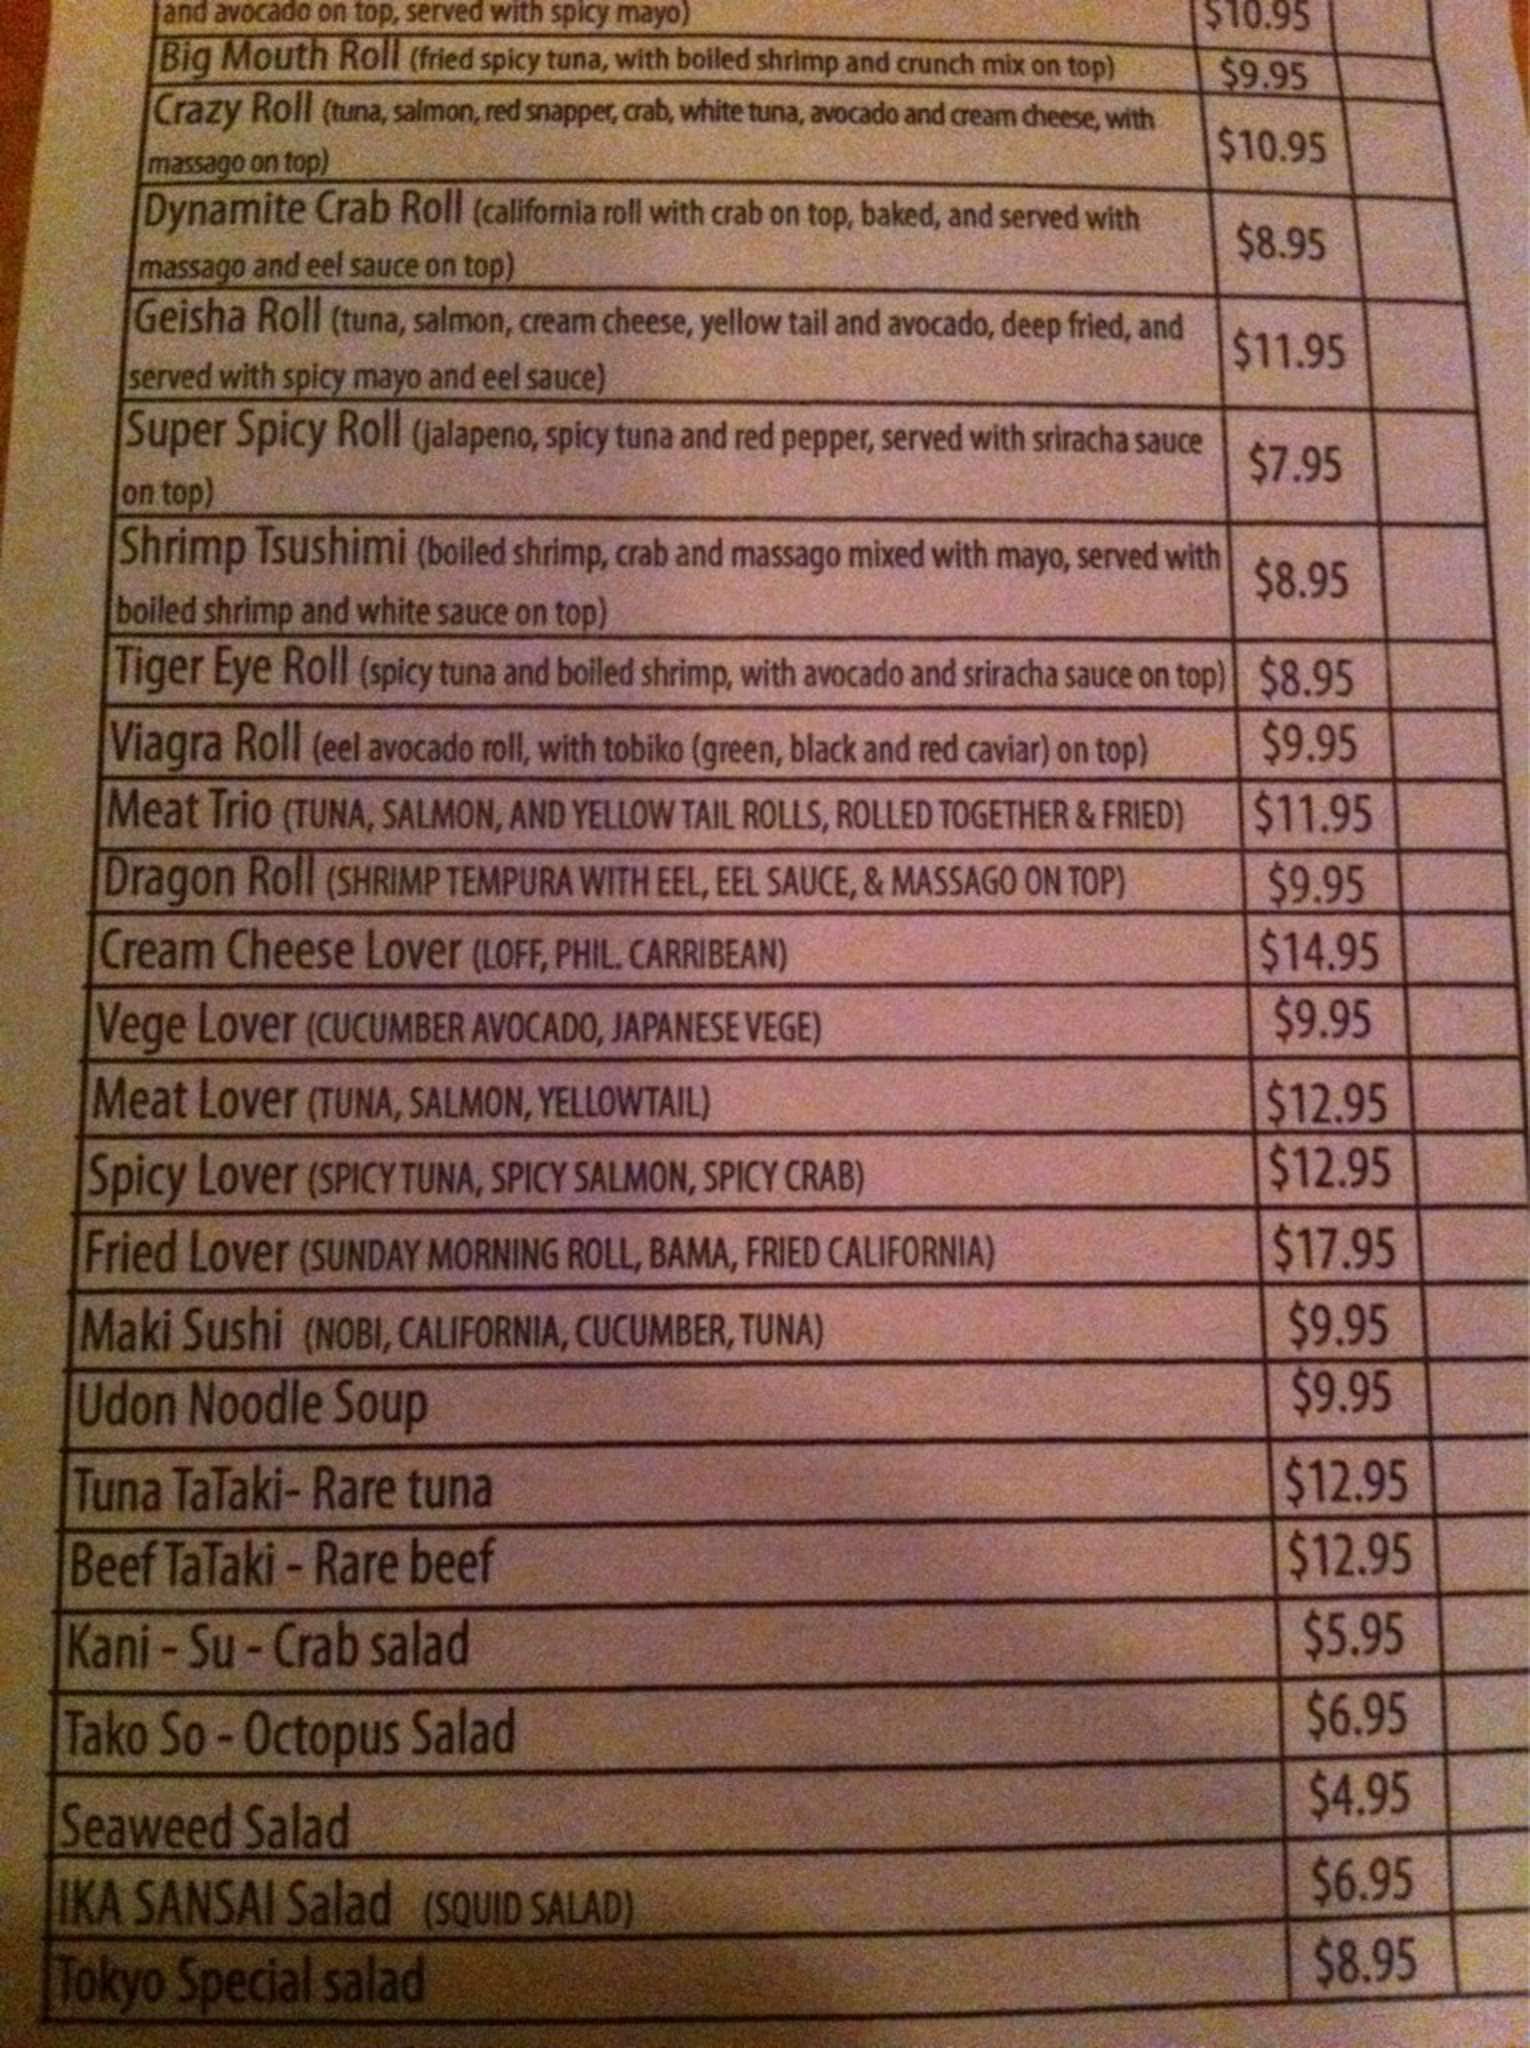 and avocado on top, served with spicy mayo) $10.95
Big Mouth Roll (fried spicy tuna, with boiled shrimp and crunch mix on top) $9.95
Crazy Roll (tuna, salmon, red snapper, crab, white tuna, avocado and cream cheese, with
massago on top) $10.95
Dynamite Crab Roll (california roll with crab on top, baked, and served with
massago and eel sauce on top) $8.95
Geisha Roll (tuna, salmon, cream cheese, yellow tail and avocado, deep fried, and
served with spicy mayo and eel sauce) $11.95
Super Spicy Roll (jalapeno, spicy tuna and red pepper, served with sriracha sauce
on top) $7.95
Shrimp Tsushimi (boiled shrimp, crab and massago mixed with mayo, served with
boiled shrimp and white sauce on top) $8.95
Tiger Eye Roll (spicy tuna and boiled shrimp, with avocado and sriracha sauce on top) $8.95
Viagra Roll (eel avocado roll, with tobiko (green, black and red caviar) on top) $9.95
Meat Trio (TUNA, SALMON, AND YELLOW TAIL ROLLS, ROLLED TOGETHER & FRIED) $11.95
Dragon Roll (SHRIMP TEMPURA WITH EEL, EEL SAUCE, & MASSAGO ON TOP) $9.95
Cream Cheese Lover (LOFF, PHIL. CARRIBEAN) $14.95
Vege Lover (CUCUMBER AVOCADO, JAPANESE VEGE) $9.95
Meat Lover (TUNA, SALMON, YELLOWTAIL) $12.95
Spicy Lover (SPICY TUNA, SPICY SALMON, SPICY CRAB) $12.95
Fried Lover (SUNDAY MORNING ROLL, BAMA, FRIED CALIFORNIA) $17.95
Maki Sushi (NOBI, CALIFORNIA, CUCUMBER, TUNA) $9.95
Udon Noodle Soup $9.95
Tuna TaTaki- Rare tuna $12.95
Beef TaTaki - Rare beef $12.95
Kani - Su - Crab salad $5.95
Tako So - Octopus Salad $6.95
Seaweed Salad $4.95
IKA SANSAI Salad (SQUID SALAD) $6.95
Tokyo Special salad $8.95